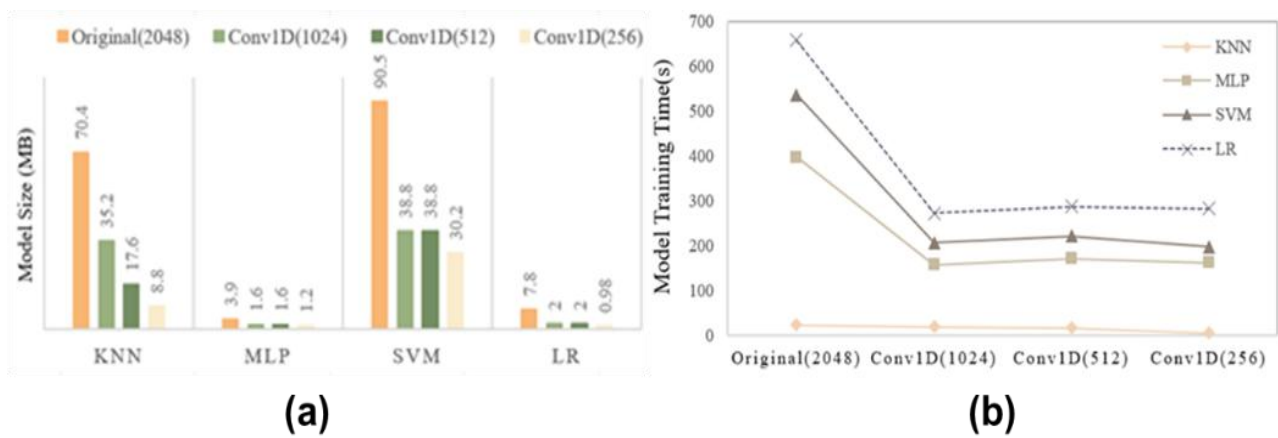 Original(2048) Conv1D(1024) Conv1D(512) Conv1D(256)
Model Size (MB)
70.4 35.2 17.6 8.8
3.9 1.6 1.6 1.2
90.5 38.8 38.8 30.2
7.8 2 2 0.98
KNN MLP SVM LR
(a)
Model Training Time(s)
700
600
500
400
300
200
100
0
KNN
MLP
SVM
LR
Original(2048) Conv1D(1024) Conv1D(512) Conv1D(256)
(b)